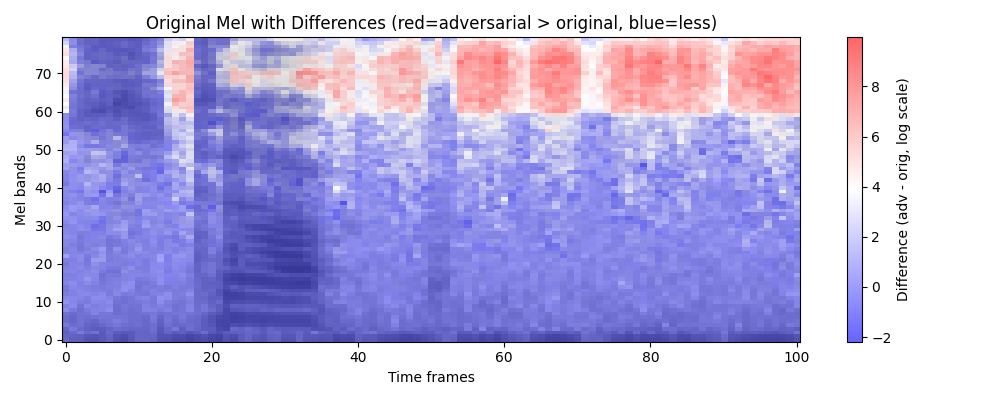 Original Mel with Differences (red=adversarial > original, blue=less)
Mel bands
70
60
50
40
30
20
10
0
0 20 40 60 80 100
Time frames
8
6
4
2
0
−2
Difference (adv - orig, log scale)